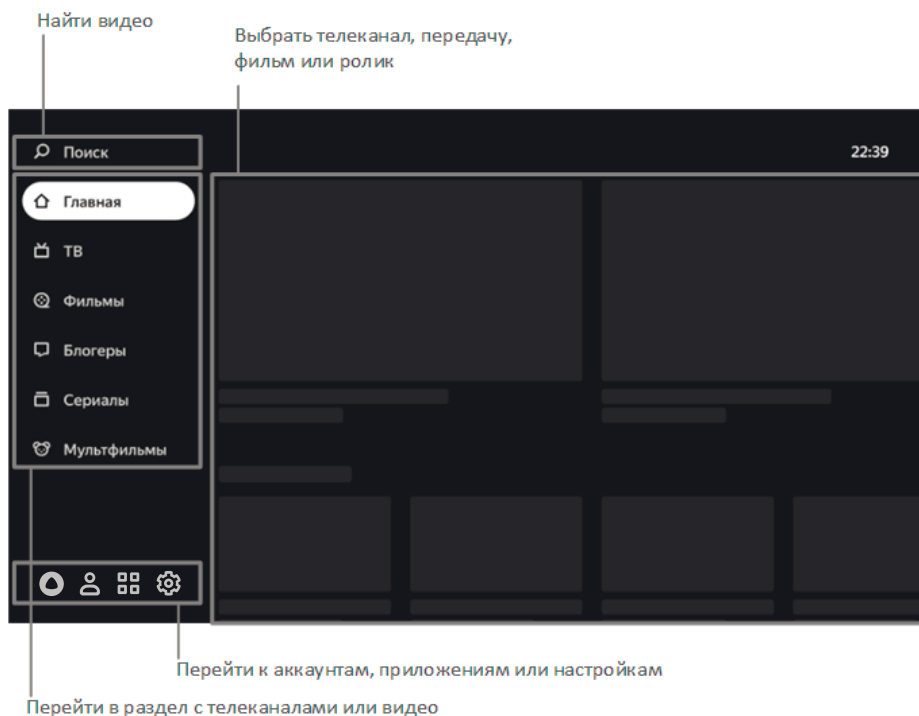 Найти видео
Выбрать телеканал, передачу,
фильм или ролик
Поиск
22:39
Главная
ТВ
Фильмы
Блогеры
Сериалы
Мультфильмы
Перейти к аккаунтам, приложениям или настройкам
Перейти в раздел с телеканалами или видео